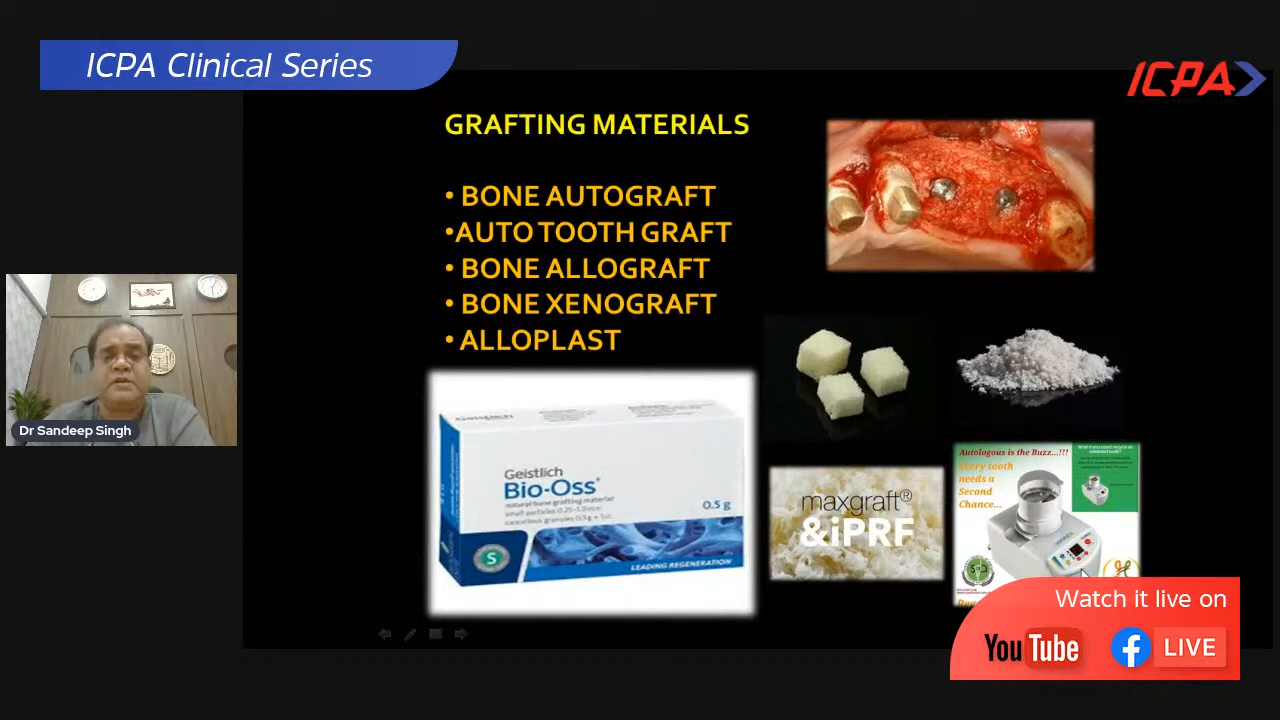 ICPA Clinical Series
ICPA
GRAFTING MATERIALS
• BONE AUTOGRAFT
•AUTO TOOTH GRAFT
• BONE ALLOGRAFT
• BONE XENOGRAFT
• ALLOPLAST
Dr Sandeep Singh
Geistlich
Geistlich
Bio-Oss®
natural bone grafting material
small particles 0.25-1.0 mm
cancellous granules 0.5 g = 1cc
0.5 g
S
LEADING REGENERATION
maxgraft®
&iPRF
Autologous is the Buzz...!!!
Every tooth
needs a
Second
Chance...
Watch it live on
YouTube
f LIVE